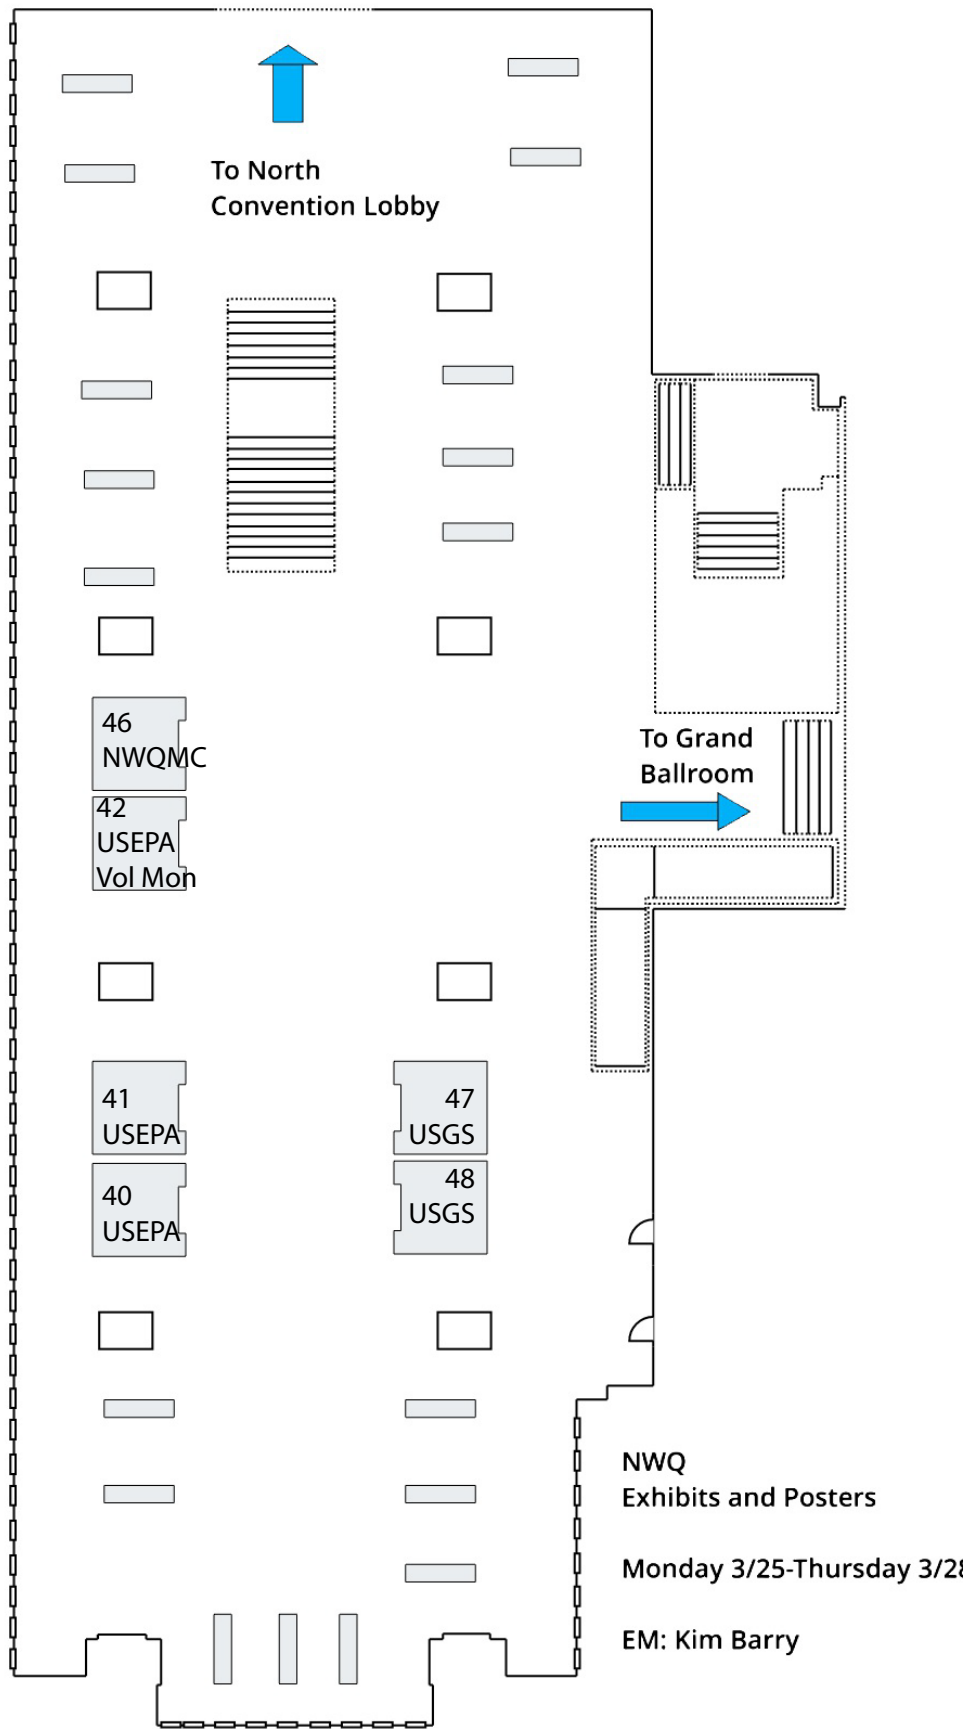 To North
Convention Lobby
46
NWQMC
42
USEPA
Vol Mon
To Grand
Ballroom
41
USEPA
40
USEPA
47
USGS
48
USGS
NWQ
Exhibits and Posters
Monday 3/25-Thursday 3/28
EM: Kim Barry